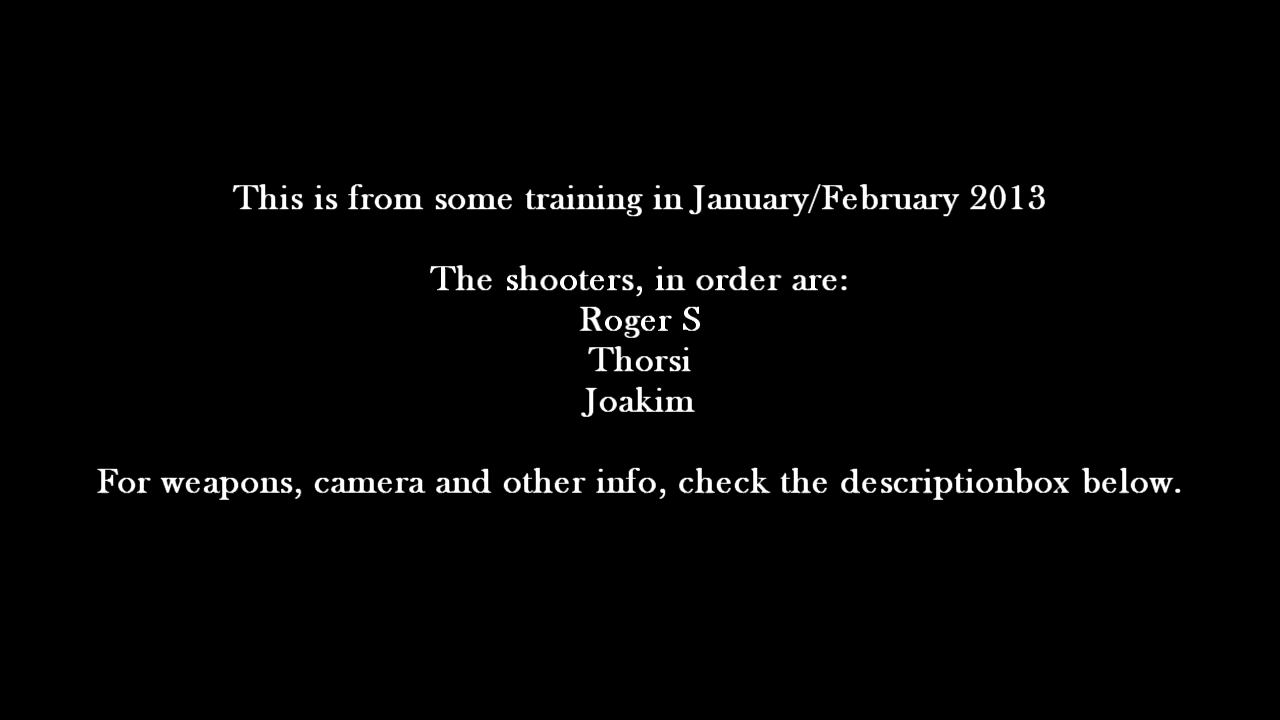 This is from some training in January/February 2013
The shooters, in order are:
Roger S
Thorsi
Joakim
For weapons, camera and other info, check the descriptionbox below.